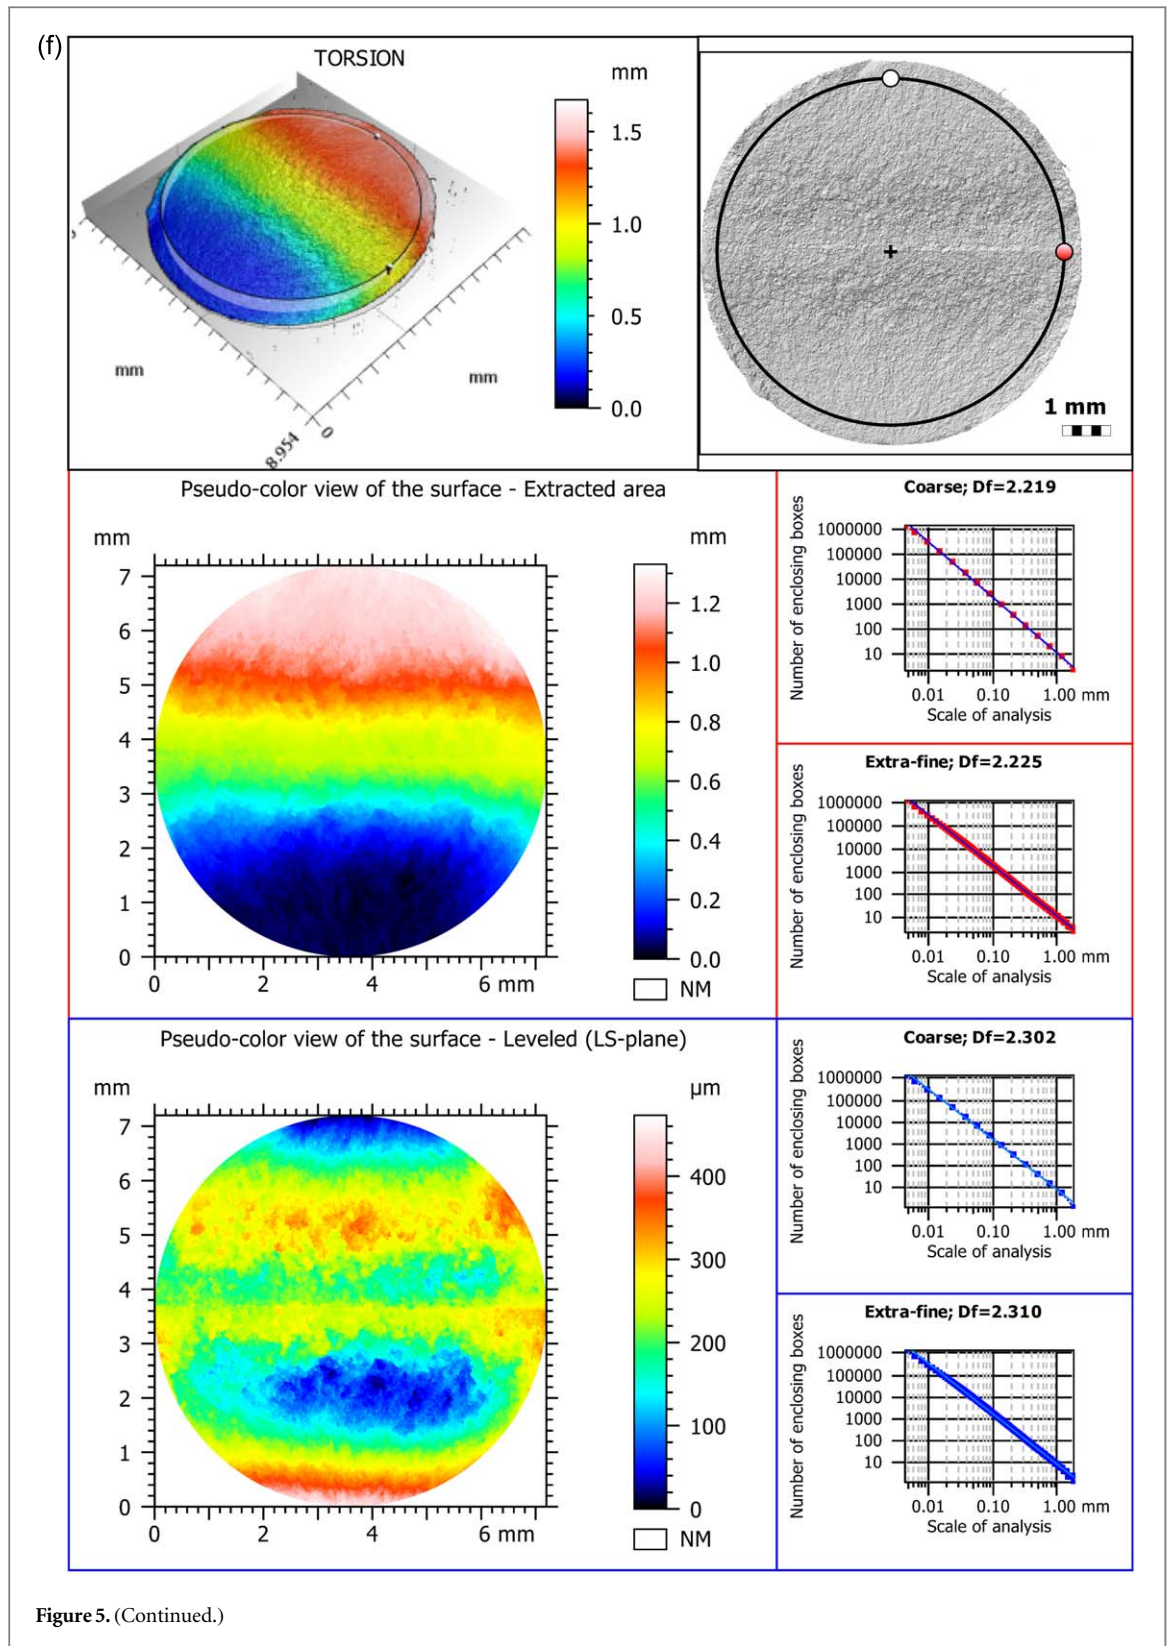 (f)
TORSION
mm
1.5
1.0
0.5
0.0
mm
mm
8.954
0
1 mm
Pseudo-color view of the surface - Extracted area
mm
7
6
5
4
3
2
1
0
0 2 4 6 mm
mm
1.2
1.0
0.8
0.6
0.4
0.2
0.0
NM
Coarse; Df=2.219
Number of enclosing boxes
1000000
100000
10000
1000
100
10
0.01 0.10 1.00 mm
Scale of analysis
Extra-fine; Df=2.225
Number of enclosing boxes
1000000
100000
10000
1000
100
10
0.01 0.10 1.00 mm
Scale of analysis
Pseudo-color view of the surface - Leveled (LS-plane)
mm
7
6
5
4
3
2
1
0
0 2 4 6 mm
µm
400
300
200
100
0
NM
Coarse; Df=2.302
Number of enclosing boxes
1000000
100000
10000
1000
100
10
0.01 0.10 1.00 mm
Scale of analysis
Extra-fine; Df=2.310
Number of enclosing boxes
1000000
100000
10000
1000
100
10
0.01 0.10 1.00 mm
Scale of analysis
Figure 5. (Continued.)